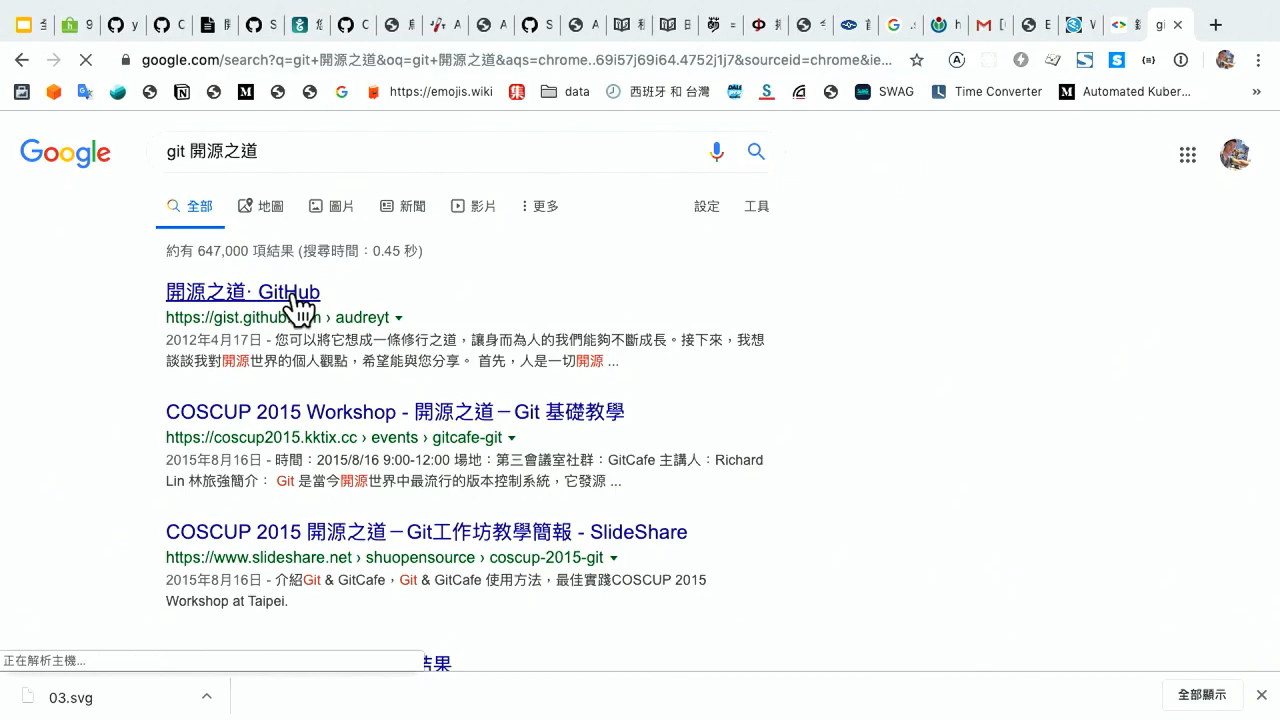 gi
google.com/search?q=git+開源之道&oq=git+開源之道&aqs=chrome..69i57j69i64.4752j1j7&sourceid=chrome&ie...
https://emojis.wiki
集
data
西班牙 和 台灣
SWAG
Time Converter
Automated Kuber...
»
Google
git 開源之道
全部
地圖
圖片
新聞
影片
更多
設定
工具
約有 647,000 項結果 (搜尋時間：0.45 秒)
開源之道· GitHub
https://gist.github › audreyt
2012年4月17日 - 您可以將它想成一條修行之道，讓身而為人的我們能夠不斷成長。接下來，我想
談談我對開源世界的個人觀點，希望能與您分享。 首先，人是一切開源 ...
COSCUP 2015 Workshop - 開源之道－Git 基礎教學
https://coscup2015.kktix.cc › events › gitcafe-git
2015年8月16日 - 時間：2015/8/16 9:00-12:00 場地：第三會議室社群：GitCafe 主講人：Richard
Lin 林旅強簡介： Git 是當今開源世界中最流行的版本控制系統，它發源 ...
COSCUP 2015 開源之道－Git工作坊教學簡報 - SlideShare
https://www.slideshare.net › shuopensource › coscup-2015-git
2015年8月16日 - 介紹Git & GitCafe，Git & GitCafe 使用方法，最佳實踐COSCUP 2015
Workshop at Taipei.
正在解析主機...
結果
03.svg
全部顯示